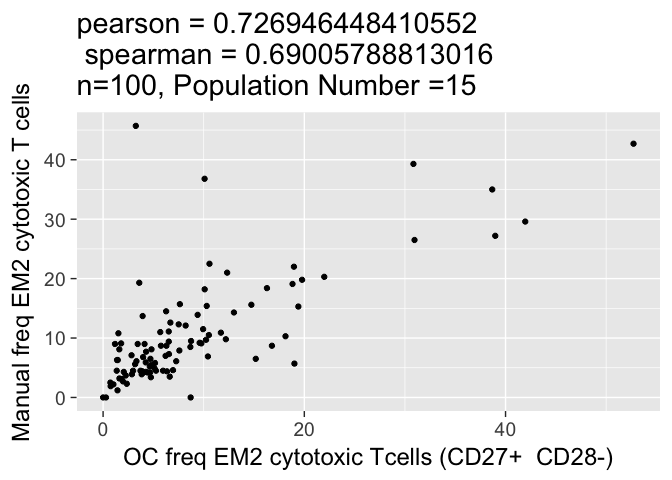 pearson = 0.726946448410552
spearman = 0.69005788813016
n=100, Population Number =15
Manual freq EM2 cytotoxic T cells
40
30
20
10
0
0
20
40
OC freq EM2 cytotoxic Tcells (CD27+  CD28-)